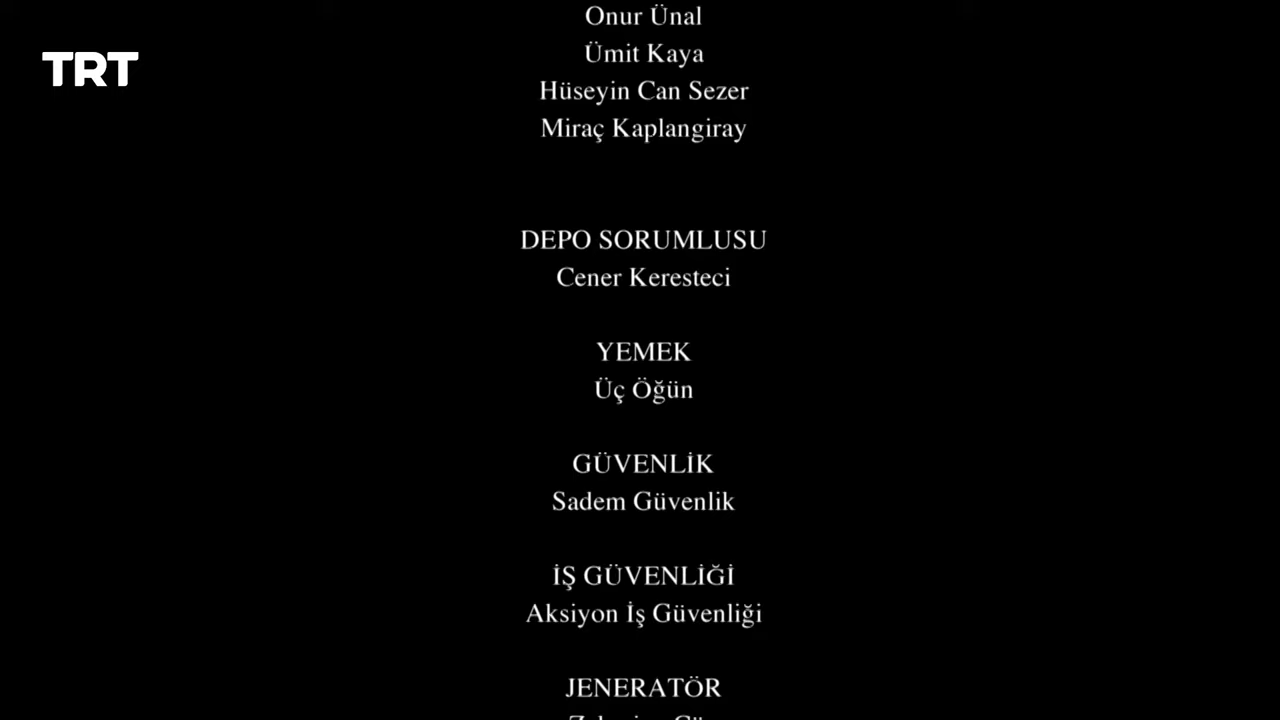 Onur Ünal
TRT
Ümit Kaya
Hüseyin Can Sezer
Miraç Kaplangiray
DEPO SORUMLUSU
Cener Keresteci
YEMEK
Üç Öğün
GÜVENLİK
Sadem Güvenlik
İŞ GÜVENLİĞİ
Aksiyon İş Güvenliği
JENERATÖR